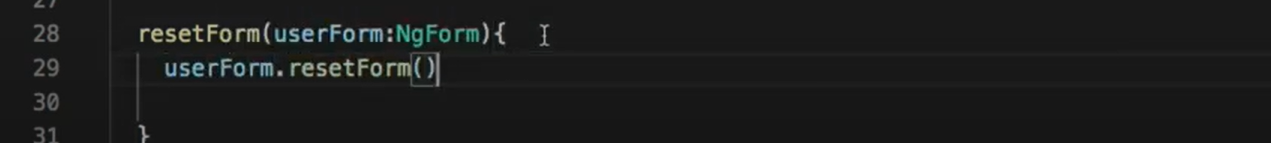 27
28 resetForm(userForm:NgForm){
29 userForm.resetForm()
30
31 }